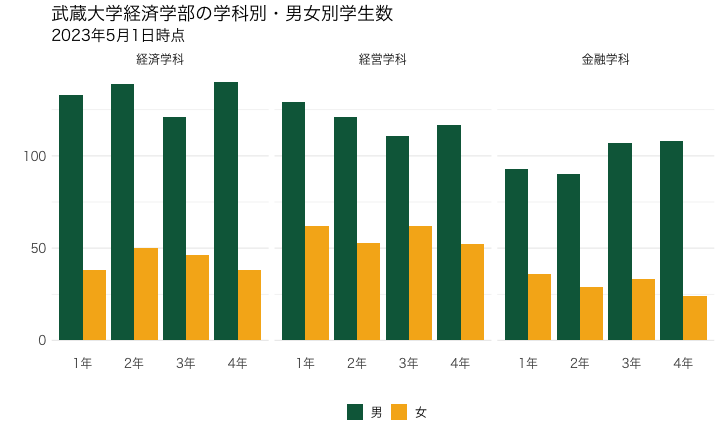 武蔵大学経済学部の学科別・男女別学生数
2023年5月1日時点
経済学科 経営学科 金融学科
100
50
0
1年 2年 3年 4年 1年 2年 3年 4年 1年 2年 3年 4年
男 女